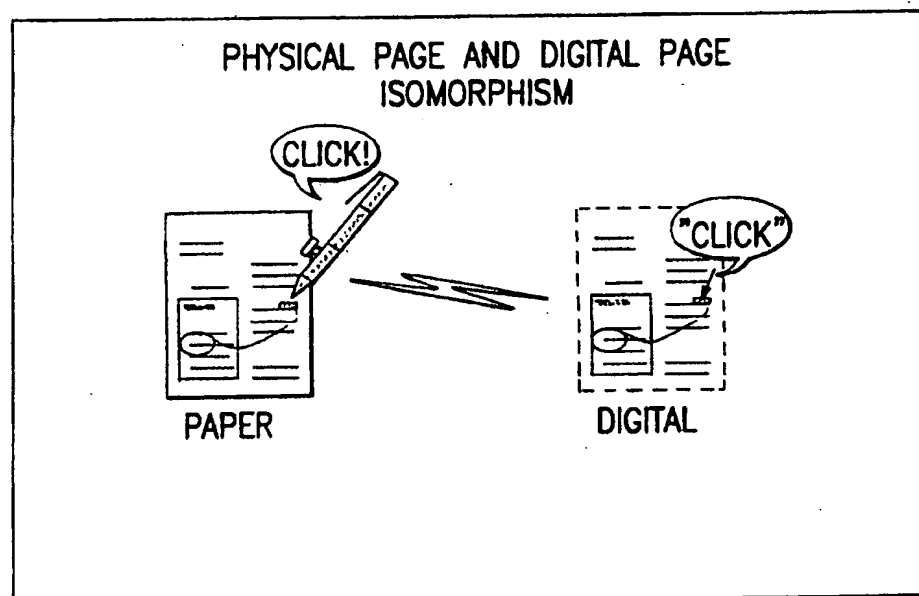 PHYSICAL PAGE AND DIGITAL PAGE
ISOMORPHISM
CLICK!
"CLICK"
PAPER
DIGITAL